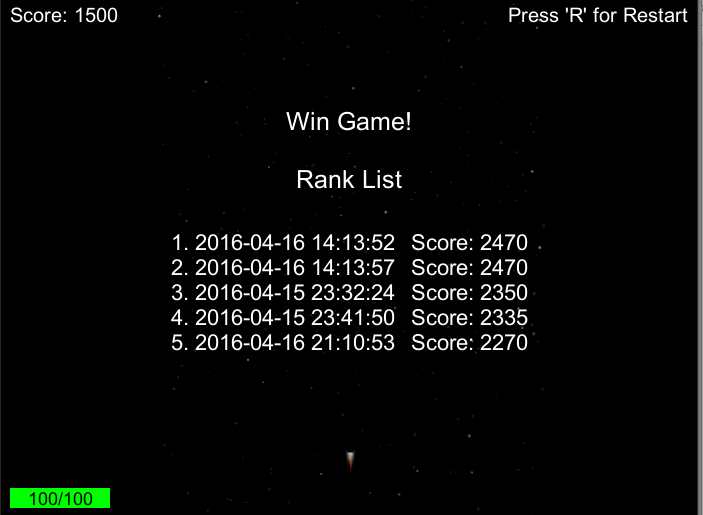 Score: 1500
Press 'R' for Restart
Win Game!
Rank List
1. 2016-04-16 14:13:52 Score: 2470
2. 2016-04-16 14:13:57 Score: 2470
3. 2016-04-15 23:32:24 Score: 2350
4. 2016-04-15 23:41:50 Score: 2335
5. 2016-04-16 21:10:53 Score: 2270
100/100